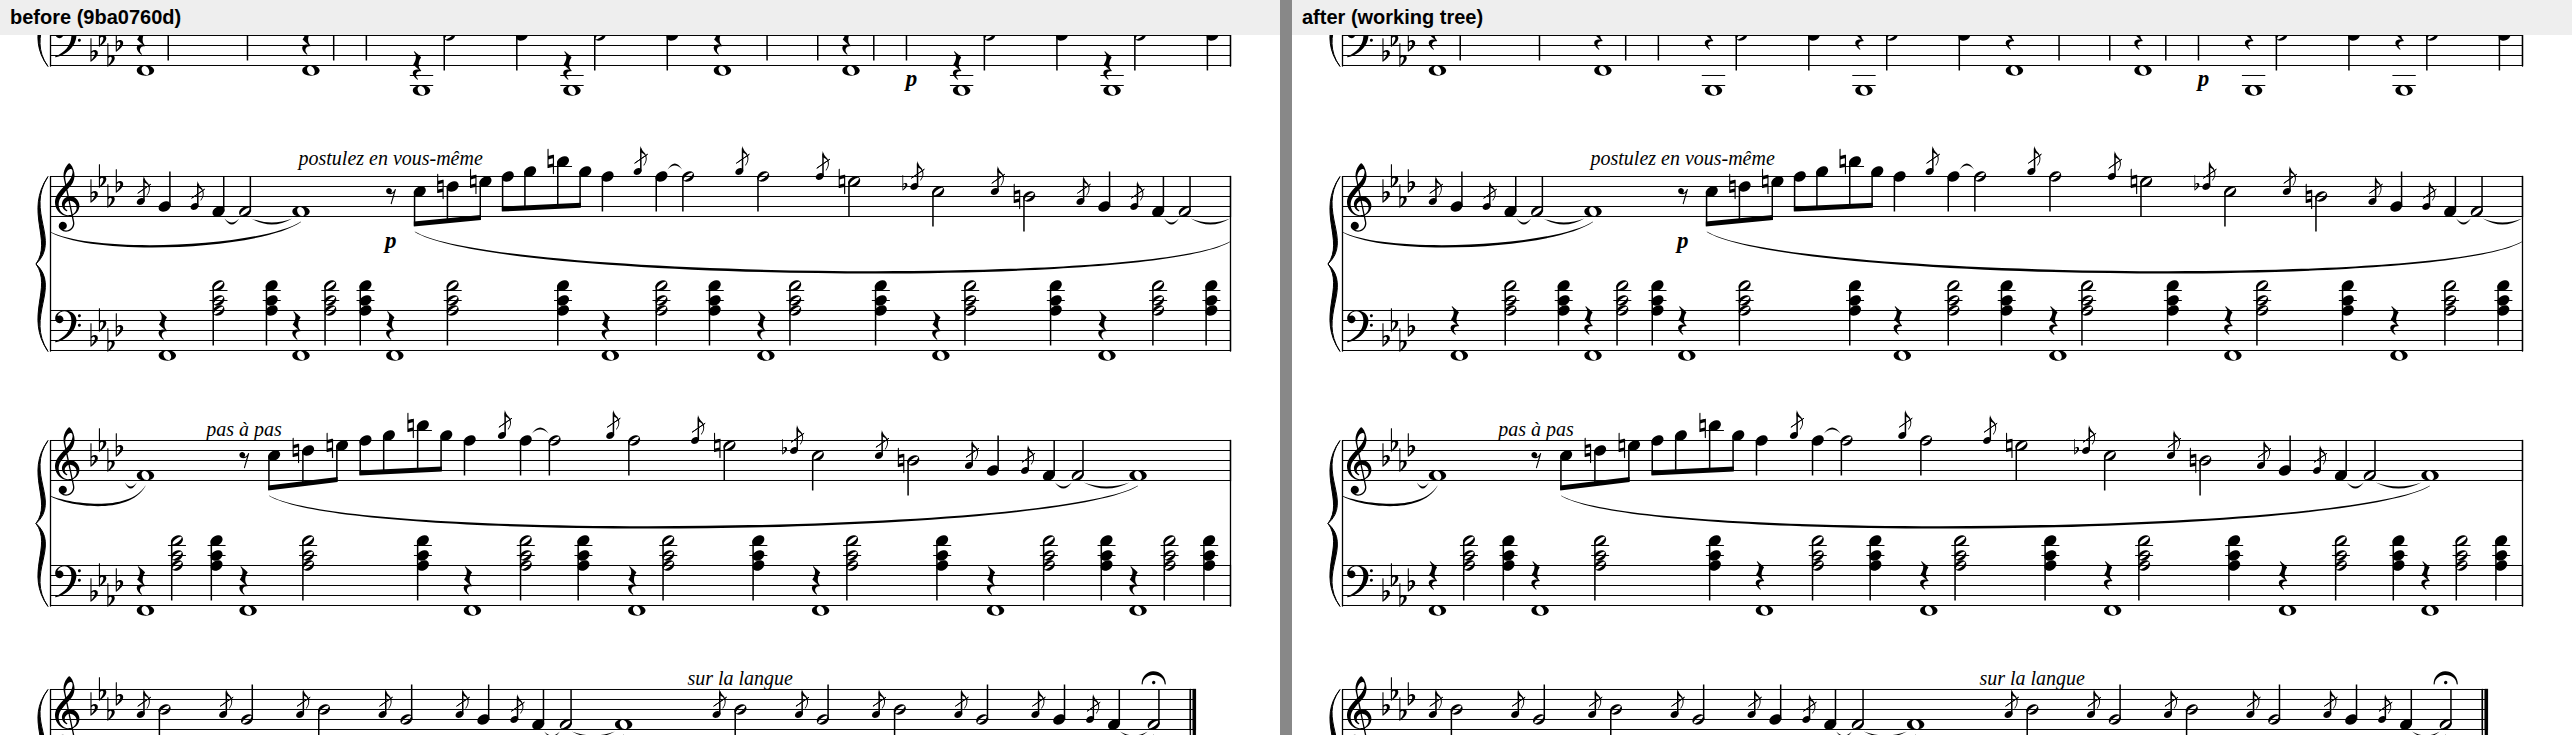 before (9ba0760d)
after (working tree)
p
p
postulez en vous-même
postulez en vous-même
p
p
pas à pas
pas à pas
sur la langue
sur la langue